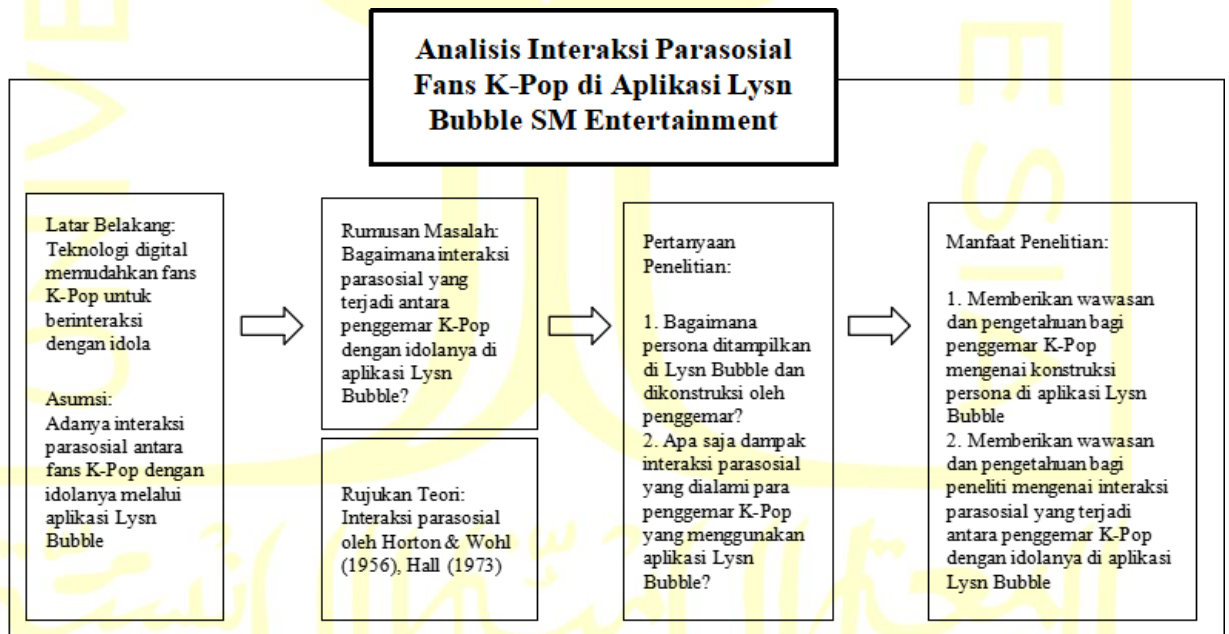 Analisis Interaksi Parasosial
Fans K-Pop di Aplikasi Lysn
Bubble SM Entertainment
Latar Belakang:
Teknologi digital
memudahkan fans
K-Pop untuk
berinteraksi
dengan idola
Asumsi:
Adanya interaksi
parasosial antara
fans K-Pop dengan
idolanya melalui
aplikasi Lysn
Bubble
Rumusan Masalah:
Bagaimana interaksi
parasosial yang
terjadi antara
penggemar K-Pop
dengan idolanya di
aplikasi Lysn
Bubble?
Rujukan Teori:
Interaksi parasosial
oleh Horton & Wohl
(1956), Hall (1973)
Pertanyaan
Penelitian:
1. Bagaimana
persona ditampilkan
di Lysn Bubble dan
dikonstruksi oleh
penggemar?
2. Apa saja dampak
interaksi parasosial
yang dialami para
penggemar K-Pop
yang menggunakan
aplikasi Lysn
Bubble?
Manfaat Penelitian:
1. Memberikan wawasan
dan pengetahuan bagi
penggemar K-Pop
mengenai konstruksi
persona di aplikasi Lysn
Bubble
2. Memberikan wawasan
dan pengetahuan bagi
peneliti mengenai interaksi
parasosial yang terjadi
antara penggemar K-Pop
dengan idolanya di aplikasi
Lysn Bubble